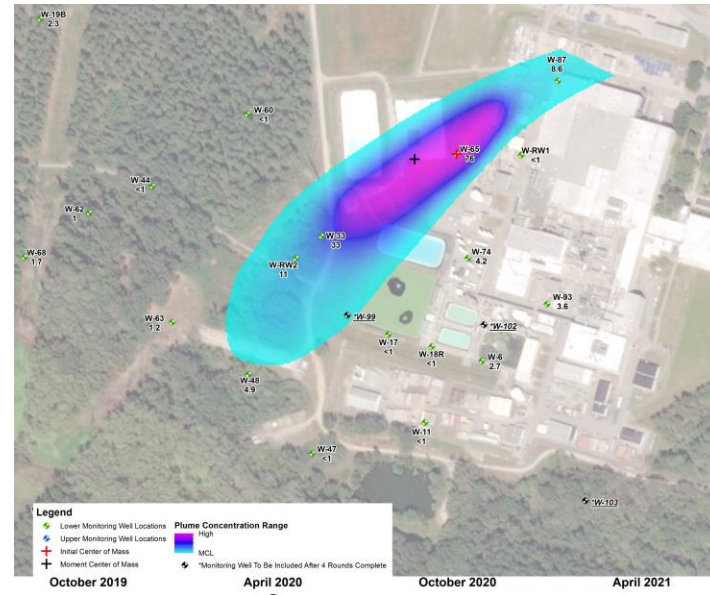 W-19B
2.3
W-87
8.6
W-60
<1
W-65
76
W-RW1
<1
W-44
<1
W-62
1
W-33
33
W-68
1.7
W-RW2
11
W-74
4.2
W-93
3.6
W-63
1.2
*W-99
*W-102
W-17
<1
W-18R
<1
W-6
2.7
W-48
4.9
W-11
<1
W-47
<1
*W-103
Legend
Lower Monitoring Well Locations
Upper Monitoring Well Locations
Initial Center of Mass
Moment Center of Mass
Plume Concentration Range
High
MCL
*Monitoring Well To Be Included After 4 Rounds Complete
October 2019 April 2020 October 2020 April 2021